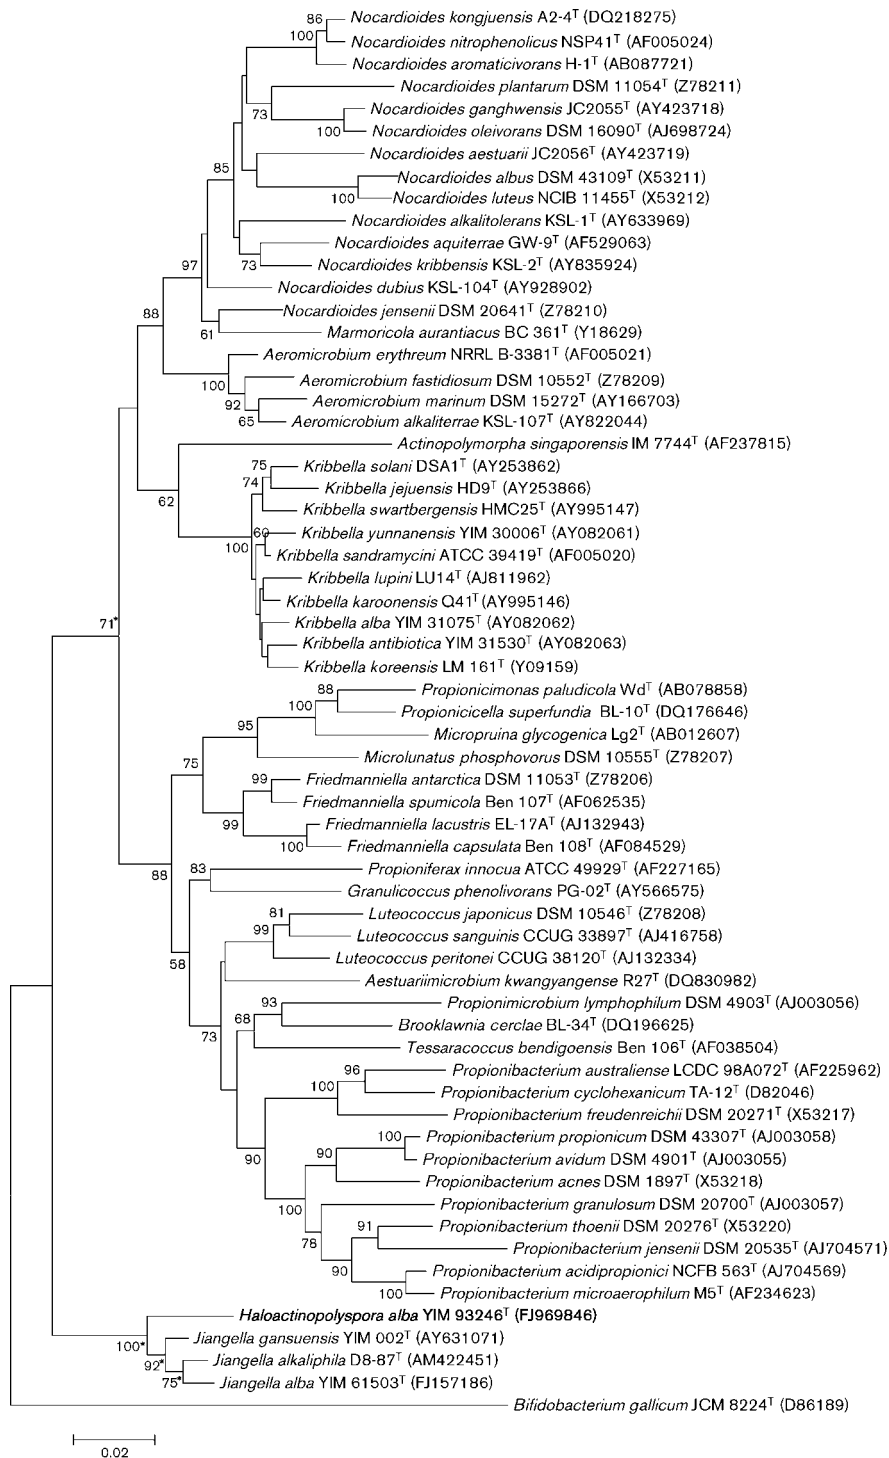 86
Nocardioides kongjuensis A2-4T (DQ218275)
100
Nocardioides nitrophenolicus NSP41T (AF005024)
Nocardioides aromaticivorans H-1T (AB087721)
Nocardioides plantarum DSM 11054T (Z78211)
73
Nocardioides ganghwensis JC2055T (AY423718)
100
Nocardioides oleivorans DSM 16090T (AJ698724)
Nocardioides aestuarii JC2056T (AY423719)
85
Nocardioides albus DSM 43109T (X53211)
100
Nocardioides luteus NCIB 11455T (X53212)
Nocardioides alkalitolerans KSL-1T (AY633969)
Nocardioides aquiterrae GW-9T (AF529063)
97
73
Nocardioides kribbensis KSL-2T (AY835924)
Nocardioides dubius KSL-104T (AY928902)
88
Nocardioides jensenii DSM 20641T (Z78210)
61
Marmoricola aurantiacus BC 361T (Y18629)
Aeromicrobium erythreum NRRL B-3381T (AF005021)
100
Aeromicrobium fastidiosum DSM 10552T (Z78209)
92
Aeromicrobium marinum DSM 15272T (AY166703)
65
Aeromicrobium alkaliterrae KSL-107T (AY822044)
Actinopolymorpha singaporensis IM 7744T (AF237815)
62
75
Kribbella solani DSA1T (AY253862)
74
Kribbella jejuensis HD9T (AY253866)
Kribbella swartbergensis HMC25T (AY995147)
60
Kribbella yunnanensis YIM 30006T (AY082061)
100
Kribbella sandramycini ATCC 39419T (AF005020)
Kribbella lupini LU14T (AJ811962)
Kribbella karoonensis Q41T (AY995146)
71*
Kribbella alba YIM 31075T (AY082062)
Kribbella antibiotica YIM 31530T (AY082063)
Kribbella koreensis LM 161T (Y09159)
88
Propionicimonas paludicola WdT (AB078858)
100
Propionicicella superfundia BL-10T (DQ176646)
95
Micropruina glycogenica Lg2T (AB012607)
Microlunatus phosphovorus DSM 10555T (Z78207)
75
99
Friedmanniella antarctica DSM 11053T (Z78206)
Friedmanniella spumicola Ben 107T (AF062535)
99
Friedmanniella lacustris EL-17AT (AJ132943)
100
Friedmanniella capsulata Ben 108T (AF084529)
88
83
Propioniferax innocua ATCC 49929T (AF227165)
Granulicoccus phenolivorans PG-02T (AY566575)
81
Luteococcus japonicus DSM 10546T (Z78208)
99
Luteococcus sanguinis CCUG 33897T (AJ416758)
58
Luteococcus peritonei CCUG 38120T (AJ132334)
Aestuariimicrobium kwangyangense R27T (DQ830982)
93
Propionimicrobium lymphophilum DSM 4903T (AJ003056)
73
68
Brooklawnia cerclae BL-34T (DQ196625)
Tessaracoccus bendigoensis Ben 106T (AF038504)
96
Propionibacterium australiense LCDC 98A072T (AF225962)
100
Propionibacterium cyclohexanicum TA-12T (D82046)
Propionibacterium freudenreichii DSM 20271T (X53217)
100
Propionibacterium propionicum DSM 43307T (AJ003058)
90
90
Propionibacterium avidum DSM 4901T (AJ003055)
Propionibacterium acnes DSM 1897T (X53218)
100
Propionibacterium granulosum DSM 20700T (AJ003057)
91
Propionibacterium thoenii DSM 20276T (X53220)
78
Propionibacterium jensenii DSM 20535T (AJ704571)
90
Propionibacterium acidipropionici NCFB 563T (AJ704569)
100
Propionibacterium microaerophilum M5T (AF234623)
Haloactinopolyspora alba YIM 93246T (FJ969846)
100*
Jiangella gansuensis YIM 002T (AY631071)
92*
Jiangella alkaliphila D8-87T (AM422451)
75*
Jiangella alba YIM 61503T (FJ157186)
Bifidobacterium gallicum JCM 8224T (D86189)
0.02